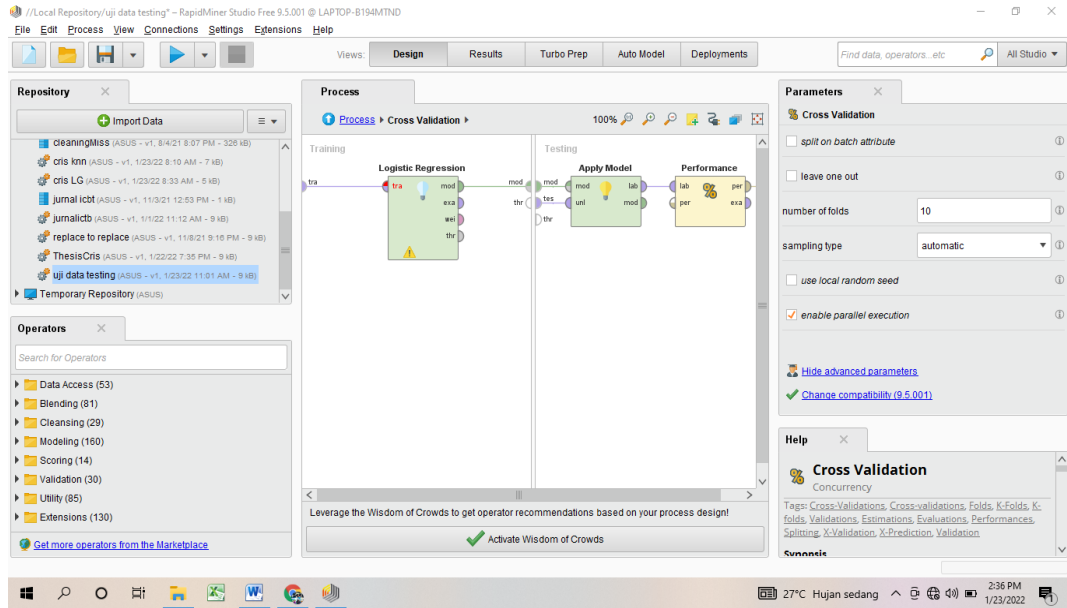 //Local Repository/uji data testing* – RapidMiner Studio Free 9.5.001 @ LAPTOP-B194MTND
File Edit Process View Connections Settings Extensions Help
Views: Design Results Turbo Prep Auto Model Deployments
Find data, operators...etc
All Studio
Repository
Import Data
cleaningMiss (ASUS - v1, 8/4/21 8:07 PM - 326 kB)
cris knn (ASUS - v1, 1/23/22 8:10 AM - 7 kB)
cris LG (ASUS - v1, 1/23/22 8:33 AM - 5 kB)
jurnal icbt (ASUS - v1, 11/3/21 12:53 PM - 1 kB)
jurnalictb (ASUS - v1, 1/1/22 11:12 AM - 9 kB)
replace to replace (ASUS - v1, 11/8/21 9:16 PM - 9 kB)
ThesisCris (ASUS - v1, 1/22/22 7:35 PM - 9 kB)
uji data testing (ASUS - v1, 1/23/22 11:01 AM - 9 kB)
Temporary Repository (ASUS)
Operators
Search for Operators
Data Access (53)
Blending (81)
Cleansing (29)
Modeling (160)
Scoring (14)
Validation (30)
Utility (85)
Extensions (130)
Get more operators from the Marketplace
Process
Process Cross Validation
100%
Training
Testing
Logistic Regression
Apply Model
Performance
tra
tra mod
exa
wei
thr
mod
thr
mod
tes
thr
mod lab
unl mod
lab per
per exa
Leverage the Wisdom of Crowds to get operator recommendations based on your process design!
Activate Wisdom of Crowds
Parameters
Cross Validation
split on batch attribute
leave one out
number of folds 10
sampling type automatic
use local random seed
enable parallel execution
Hide advanced parameters
Change compatibility (9.5.001)
Help
Cross Validation
Concurrency
Tags: Cross-Validations, Cross-validations, Folds, K-Folds, K-
folds, Validations, Estimations, Evaluations, Performances,
Splitting, X-Validation, X-Prediction, Validation
Synopsis
27°C Hujan sedang
2:36 PM
1/23/2022